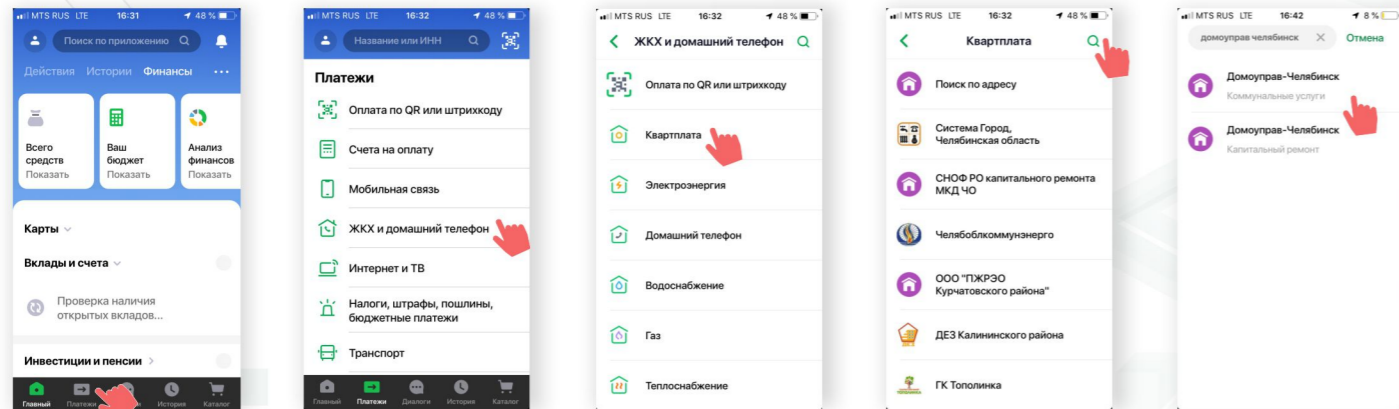 MTS RUS LTE 16:31 48 %
Поиск по приложению
Действия Истории Финансы ...
Всего
средств
Показать
Ваш
бюджет
Показать
Анализ
финансов
Показать
Карты
Вклады и счета
Проверка наличия
открытых вкладов...
Инвестиции и пенсии
Главный Платежи История Каталог
MTS RUS LTE 16:32 48 %
Название или ИНН
Платежи
Оплата по QR или штрихкоду
Счета на оплату
Мобильная связь
ЖКХ и домашний телефон
Интернет и ТВ
Налоги, штрафы, пошлины,
бюджетные платежи
Транспорт
Главный Платежи Диалоги История Каталог
MTS RUS LTE 16:32 48 %
ЖКХ и домашний телефон
Оплата по QR или штрихкоду
Квартплата
Электроэнергия
Домашний телефон
Водоснабжение
Газ
Теплоснабжение
MTS RUS LTE 16:32 48 %
Квартплата
Поиск по адресу
Система Город,
Челябинская область
СНОФ РО капитального ремонта
МКД ЧО
Челябоблкоммунэнерго
ООО "ПЖРЭО
Курчатовского района"
ДЕЗ Калининского района
ГК Тополинка
MTS RUS LTE 16:42 8 %
домоуправ челябинск Отмена
Домоуправ-Челябинск
Коммунальные услуги
Домоуправ-Челябинск
Капитальный ремонт